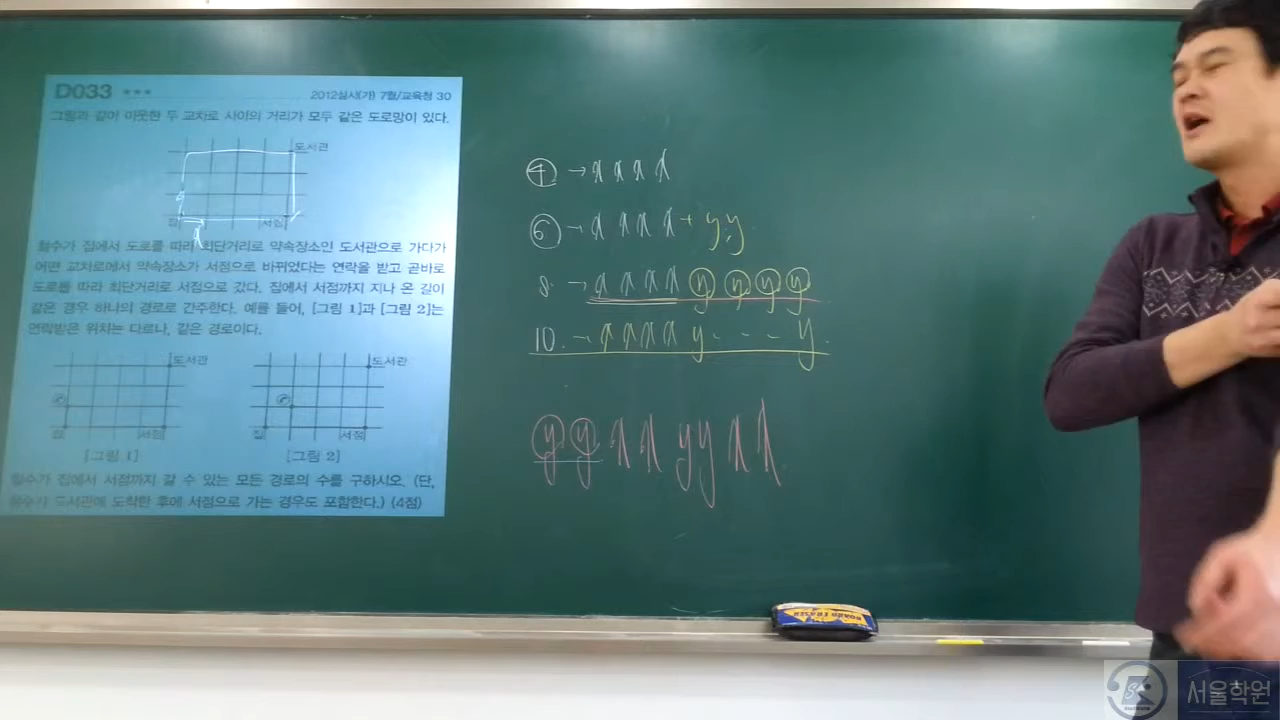 D033 ★★★
2012실시(가) 7월/교육청 30
그림과 같이 이웃한 두 교차로 사이의 거리가 모두 같은 도로망이 있다.
도서관
집 서점
x
형수가 집에서 도로를 따라 최단거리로 약속장소인 도서관으로 가다가
어떤 교차로에서 약속장소가 서점으로 바뀌었다는 연락을 받고 곧바로
도로를 따라 최단거리로 서점으로 갔다. 집에서 서점까지 지나 온 길이
같은 경우 하나의 경로로 간주한다. 예를 들어, [그림 1]과 [그림 2]는
연락받은 위치는 다르나, 같은 경로이다.
도서관 도서관
집 서점 집 서점
[그림 1] [그림 2]
형수가 집에서 서점까지 갈 수 있는 모든 경로의 수를 구하시오. (단,
형수가 도서관에 도착한 후에 서점으로 가는 경우도 포함한다.) (4점)
④ → x x x x
⑥ → x x x x + y y
8 → x x x x y y y y
10. → x x x x y · - - y
y y x x y y x x
BOARD ERASER
서울학원